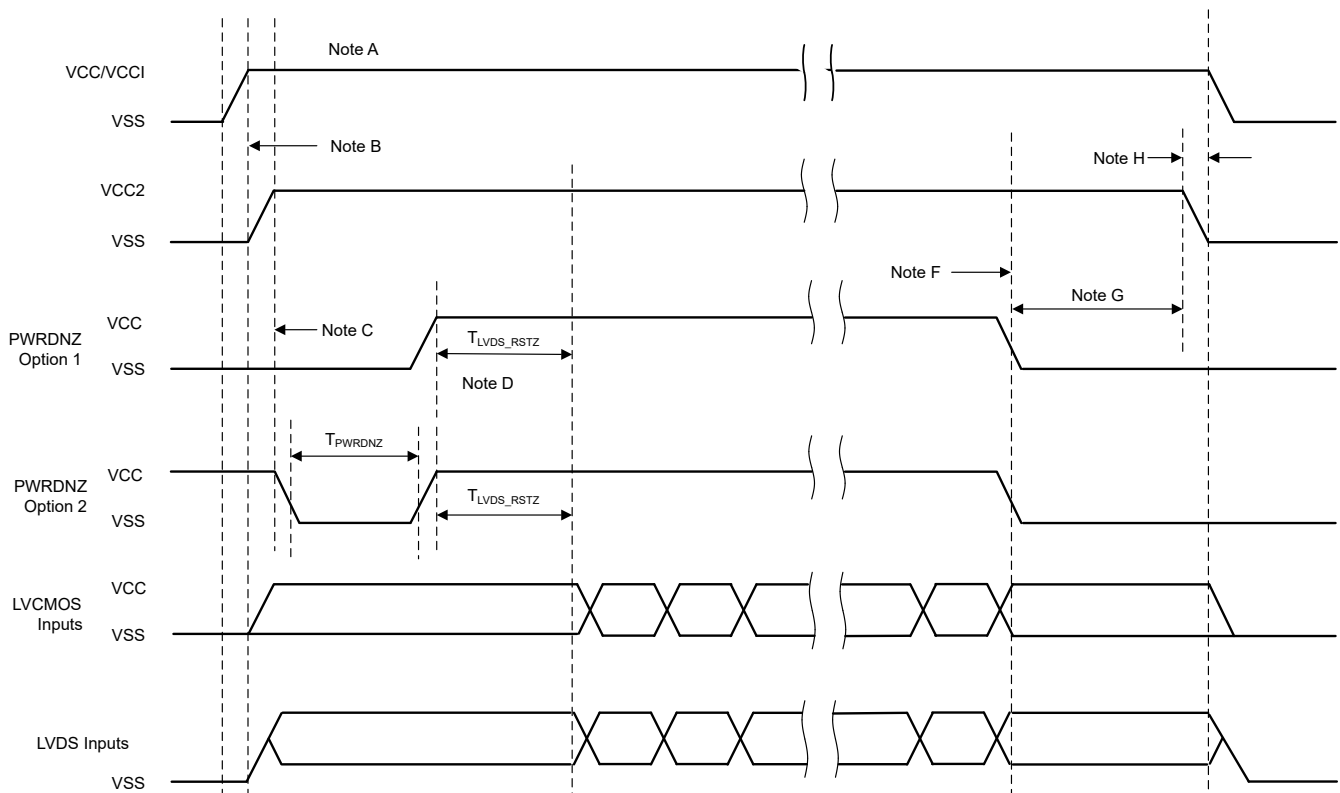 Note A
VCC/VCCI
VSS
Note B
Note H
VCC2
VSS
Note F
Note G
VCC
PWRDNZ
Option 1
Note C
TLVDS_RSTZ
VSS
Note D
TPWRDNZ
VCC
PWRDNZ
Option 2
TLVDS_RSTZ
VSS
VCC
LVCMOS
Inputs
VSS
LVDS Inputs
VSS